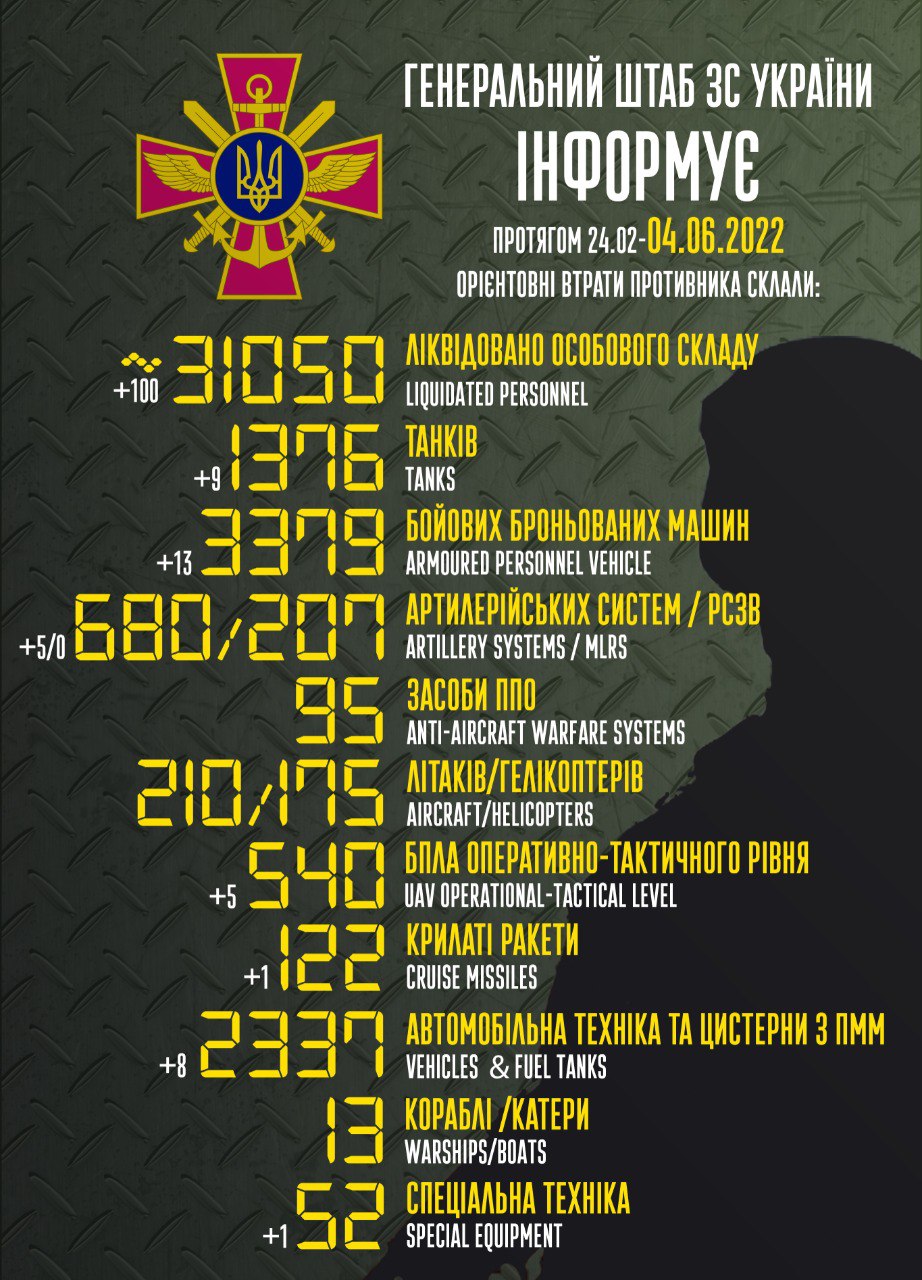 ГЕНЕРАЛЬНИЙ ШТАБ ЗС УКРАЇНИ
ІНФОРМУЄ
ПРОТЯГОМ 24.02-04.06.2022
ОРІЄНТОВНІ ВТРАТИ ПРОТИВНИКА СКЛАЛИ:
~31050 ЛІКВІДОВАНО ОСОБОВОГО СКЛАДУ
+100 LIQUIDATED PERSONNEL
1376 ТАНКІВ
+9 TANKS
3379 БОЙОВИХ БРОНЬОВАНИХ МАШИН
+13 ARMOURED PERSONNEL VEHICLE
680/207 АРТИЛЕРІЙСЬКИХ СИСТЕМ / РСЗВ
+5/0 ARTILLERY SYSTEMS / MLRS
95 ЗАСОБИ ППО
ANTI-AIRCRAFT WARFARE SYSTEMS
210/175 ЛІТАКІВ/ГЕЛІКОПТЕРІВ
AIRCRAFT/HELICOPTERS
540 БПЛА ОПЕРАТИВНО-ТАКТИЧНОГО РІВНЯ
+5 UAV OPERATIONAL-TACTICAL LEVEL
122 КРИЛАТІ РАКЕТИ
+1 CRUISE MISSILES
2337 АВТОМОБІЛЬНА ТЕХНІКА ТА ЦИСТЕРНИ З ПММ
+8 VEHICLES & FUEL TANKS
13 КОРАБЛІ /КАТЕРИ
WARSHIPS/BOATS
52 СПЕЦІАЛЬНА ТЕХНІКА
+1 SPECIAL EQUIPMENT